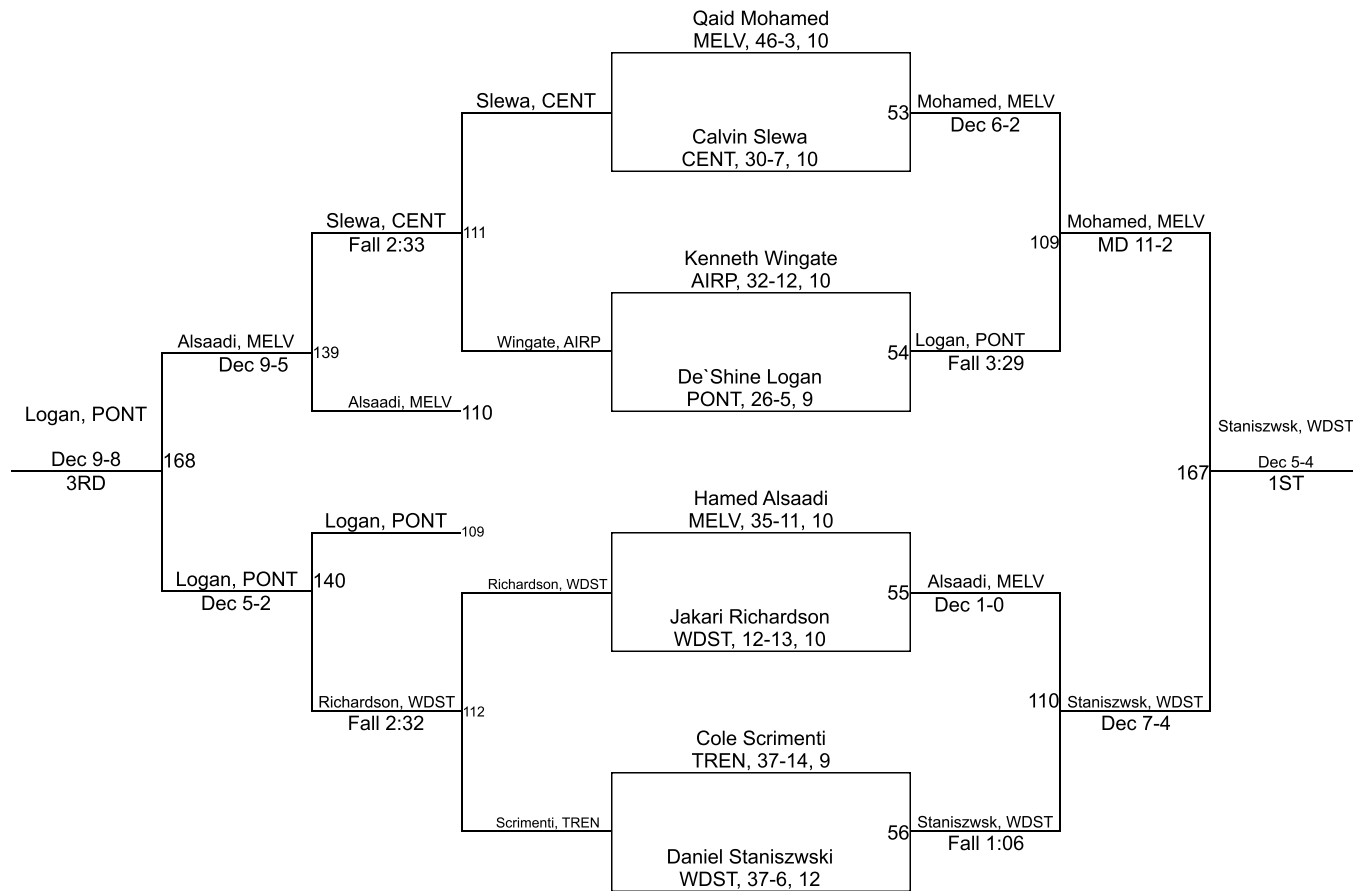 Qaid Mohamed
MELV, 46-3, 10
Slewa, CENT
53
Mohamed, MELV
Dec 6-2
Calvin Slewa
CENT, 30-7, 10
Slewa, CENT
Fall 2:33
111
Mohamed, MELV
109
MD 11-2
Kenneth Wingate
AIRP, 32-12, 10
Alsaadi, MELV
Dec 9-5
139
Wingate, AIRP
54
Logan, PONT
Fall 3:29
De`Shine Logan
PONT, 26-5, 9
Alsaadi, MELV
110
Logan, PONT
Dec 9-8
3RD
168
Staniszwsk, WDST
167
Dec 5-4
1ST
Hamed Alsaadi
MELV, 35-11, 10
Logan, PONT
109
Logan, PONT
Dec 5-2
140
Richardson, WDST
55
Alsaadi, MELV
Dec 1-0
Jakari Richardson
WDST, 12-13, 10
Richardson, WDST
Fall 2:32
112
110
Staniszwsk, WDST
Dec 7-4
Cole Scrimenti
TREN, 37-14, 9
Scrimenti, TREN
56
Staniszwsk, WDST
Fall 1:06
Daniel Staniszwski
WDST, 37-6, 12